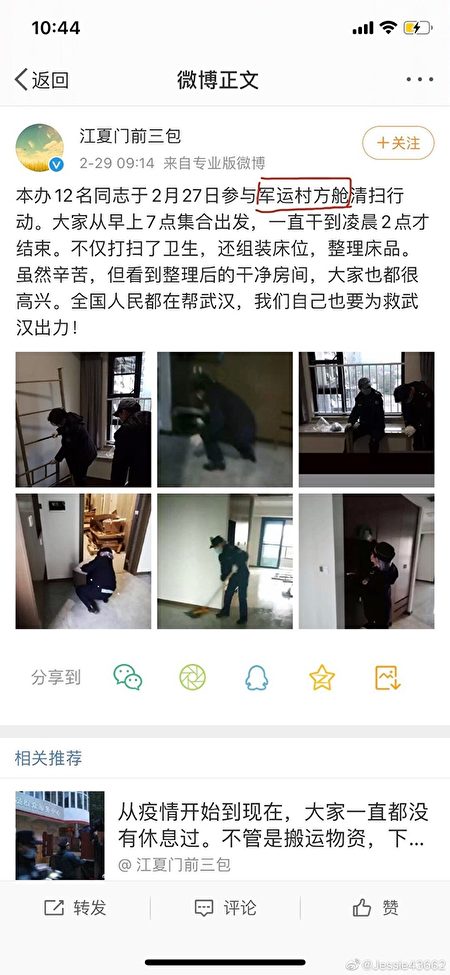 10:44
返回
微博正文
江夏门前三包
＋关注
2-29 09:14 来自专业版微博
本办12名同志于2月27日参与军运村方舱清扫行
动。大家从早上7点集合出发，一直干到凌晨2点才
结束。不仅打扫了卫生，还组装床位，整理床品。
虽然辛苦，但看到整理后的干净房间，大家也都很
高兴。全国人民都在帮武汉，我们自己也要为救武
汉出力！
分享到
相关推荐
从疫情开始到现在，大家一直都没
有休息过。不管是搬运物资，下...
@江夏门前三包
转发
评论
赞
@Jessie43662